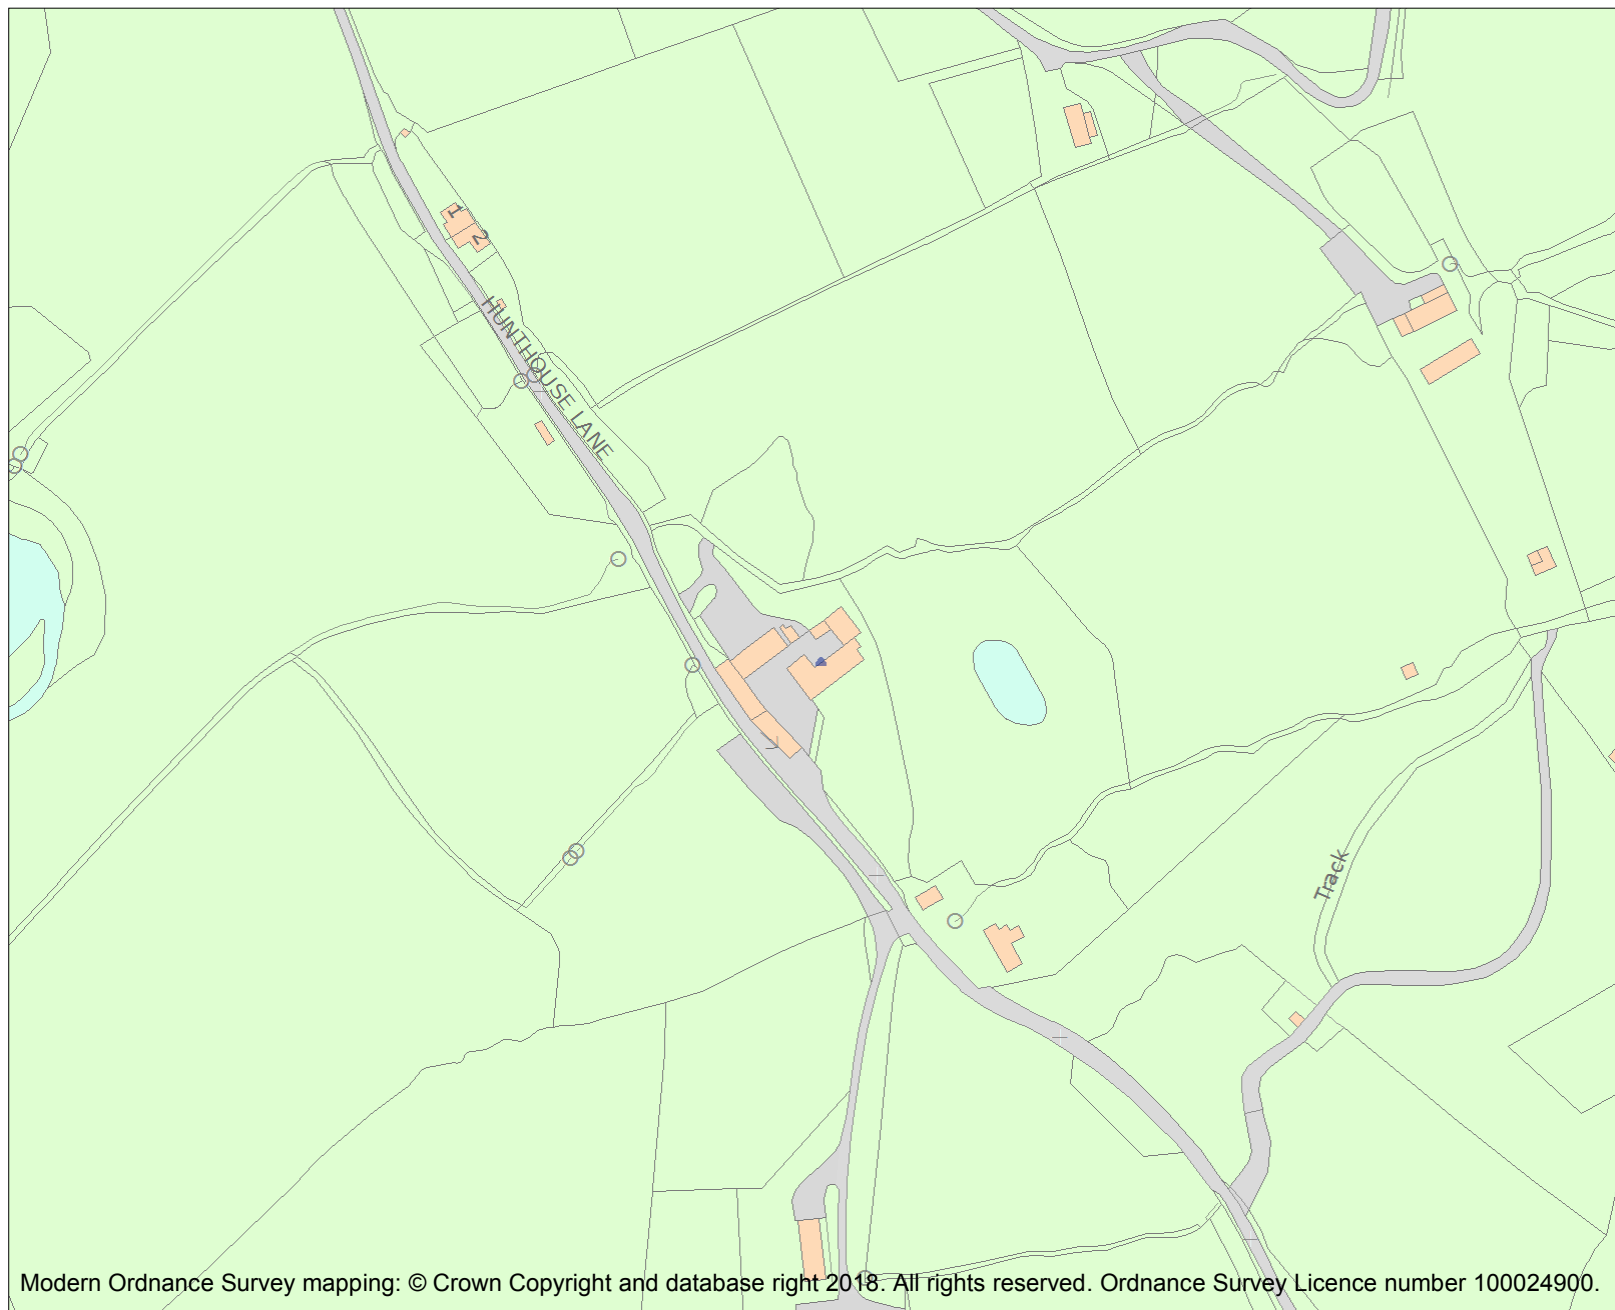 1
2
HUNTHOUSE LANE
Track
Modern Ordnance Survey mapping: © Crown Copyright and database right 2018. All rights reserved. Ordnance Survey Licence number 100024900.